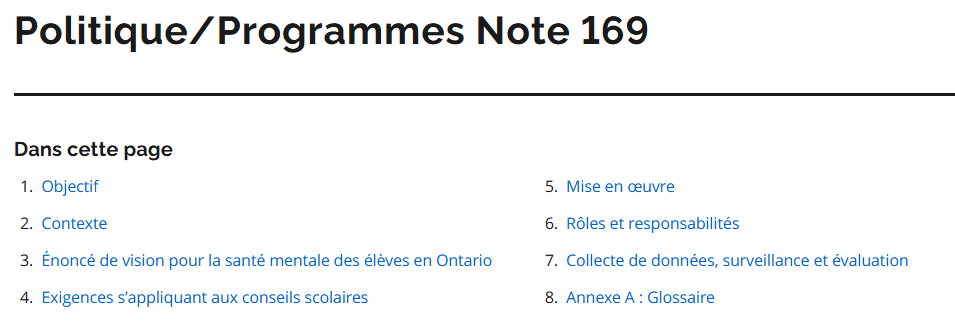 Politique/Programmes Note 169
Dans cette page
1. Objectif
2. Contexte
3. Énoncé de vision pour la santé mentale des élèves en Ontario
4. Exigences s’appliquant aux conseils scolaires
5. Mise en œuvre
6. Rôles et responsabilités
7. Collecte de données, surveillance et évaluation
8. Annexe A : Glossaire